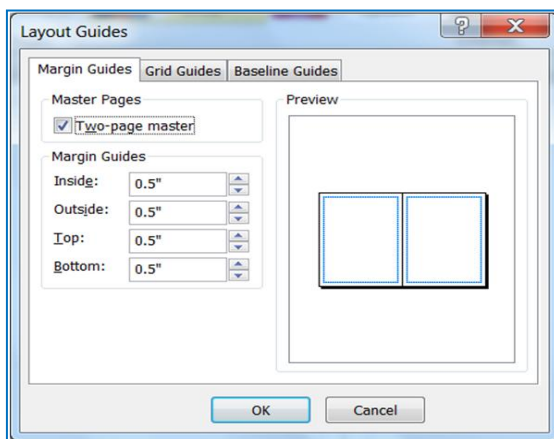 Layout Guides
Margin Guides Grid Guides Baseline Guides
Master Pages
Two-page master
Margin Guides
Inside: 0.5"
Outside: 0.5"
Top: 0.5"
Bottom: 0.5"
Preview
OK Cancel